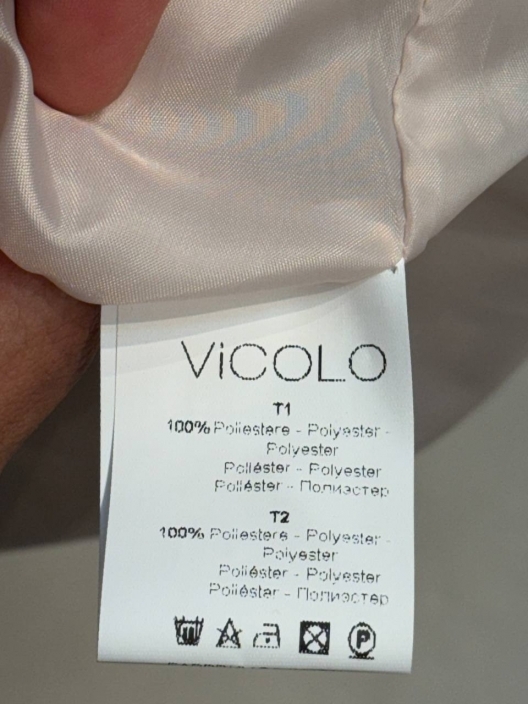 ViCOLO
T1
100% Poliestere - Polyester -
Polyester
Poliéster - Polyester
Poliéster - Полиэстер
T2
100% Poliestere - Polyester -
Polyester
Poliéster - Polyester
Poliéster - Полиэстер
P